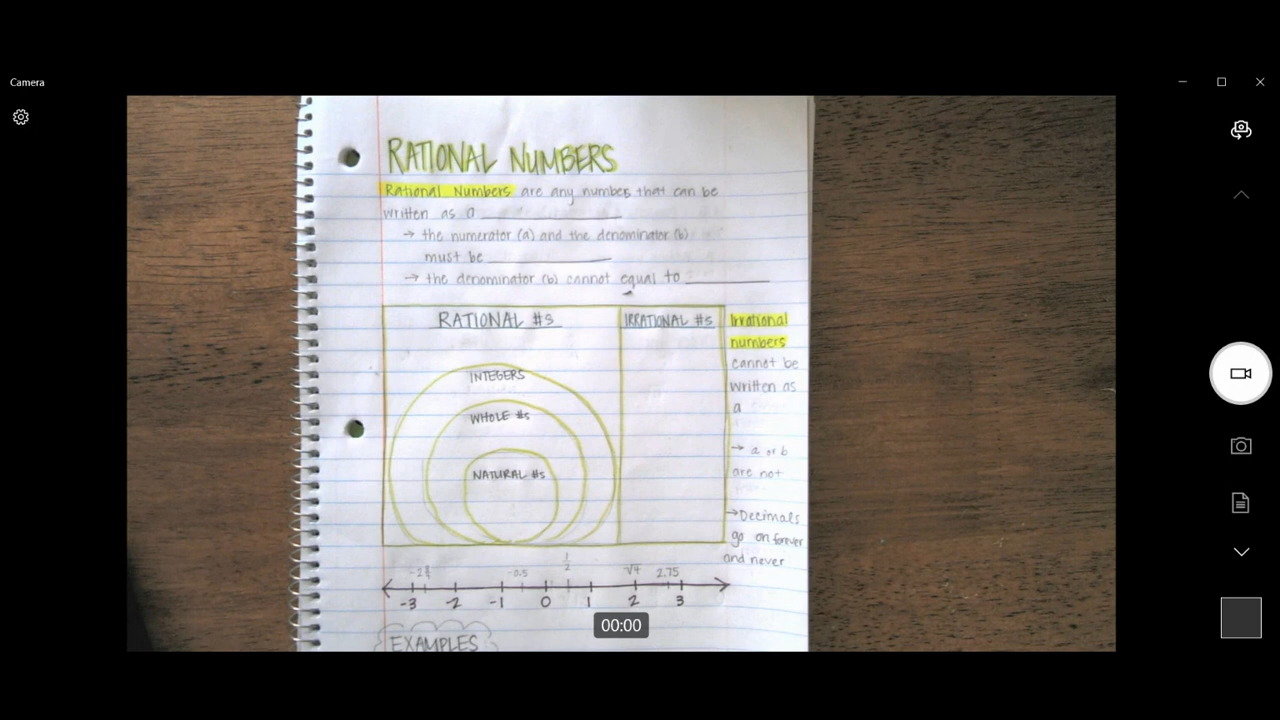 Camera
RATIONAL NUMBERS
Rational Numbers are any numbers that can be
written as a
→ the numerator (a) and the denominator (b)
must be
→ the denominator (b) cannot equal to
RATIONAL #s
IRRATIONAL #s
INTEGERS
WHOLE #s
NATURAL #s
Irrational
numbers
cannot be
written as
a
→ a or b
are not
→ Decimals
go on forever
and never
-0.5 1/2 √4 2.75
-3 -2 -1 0 1 2 3
00:00
EXAMPLES